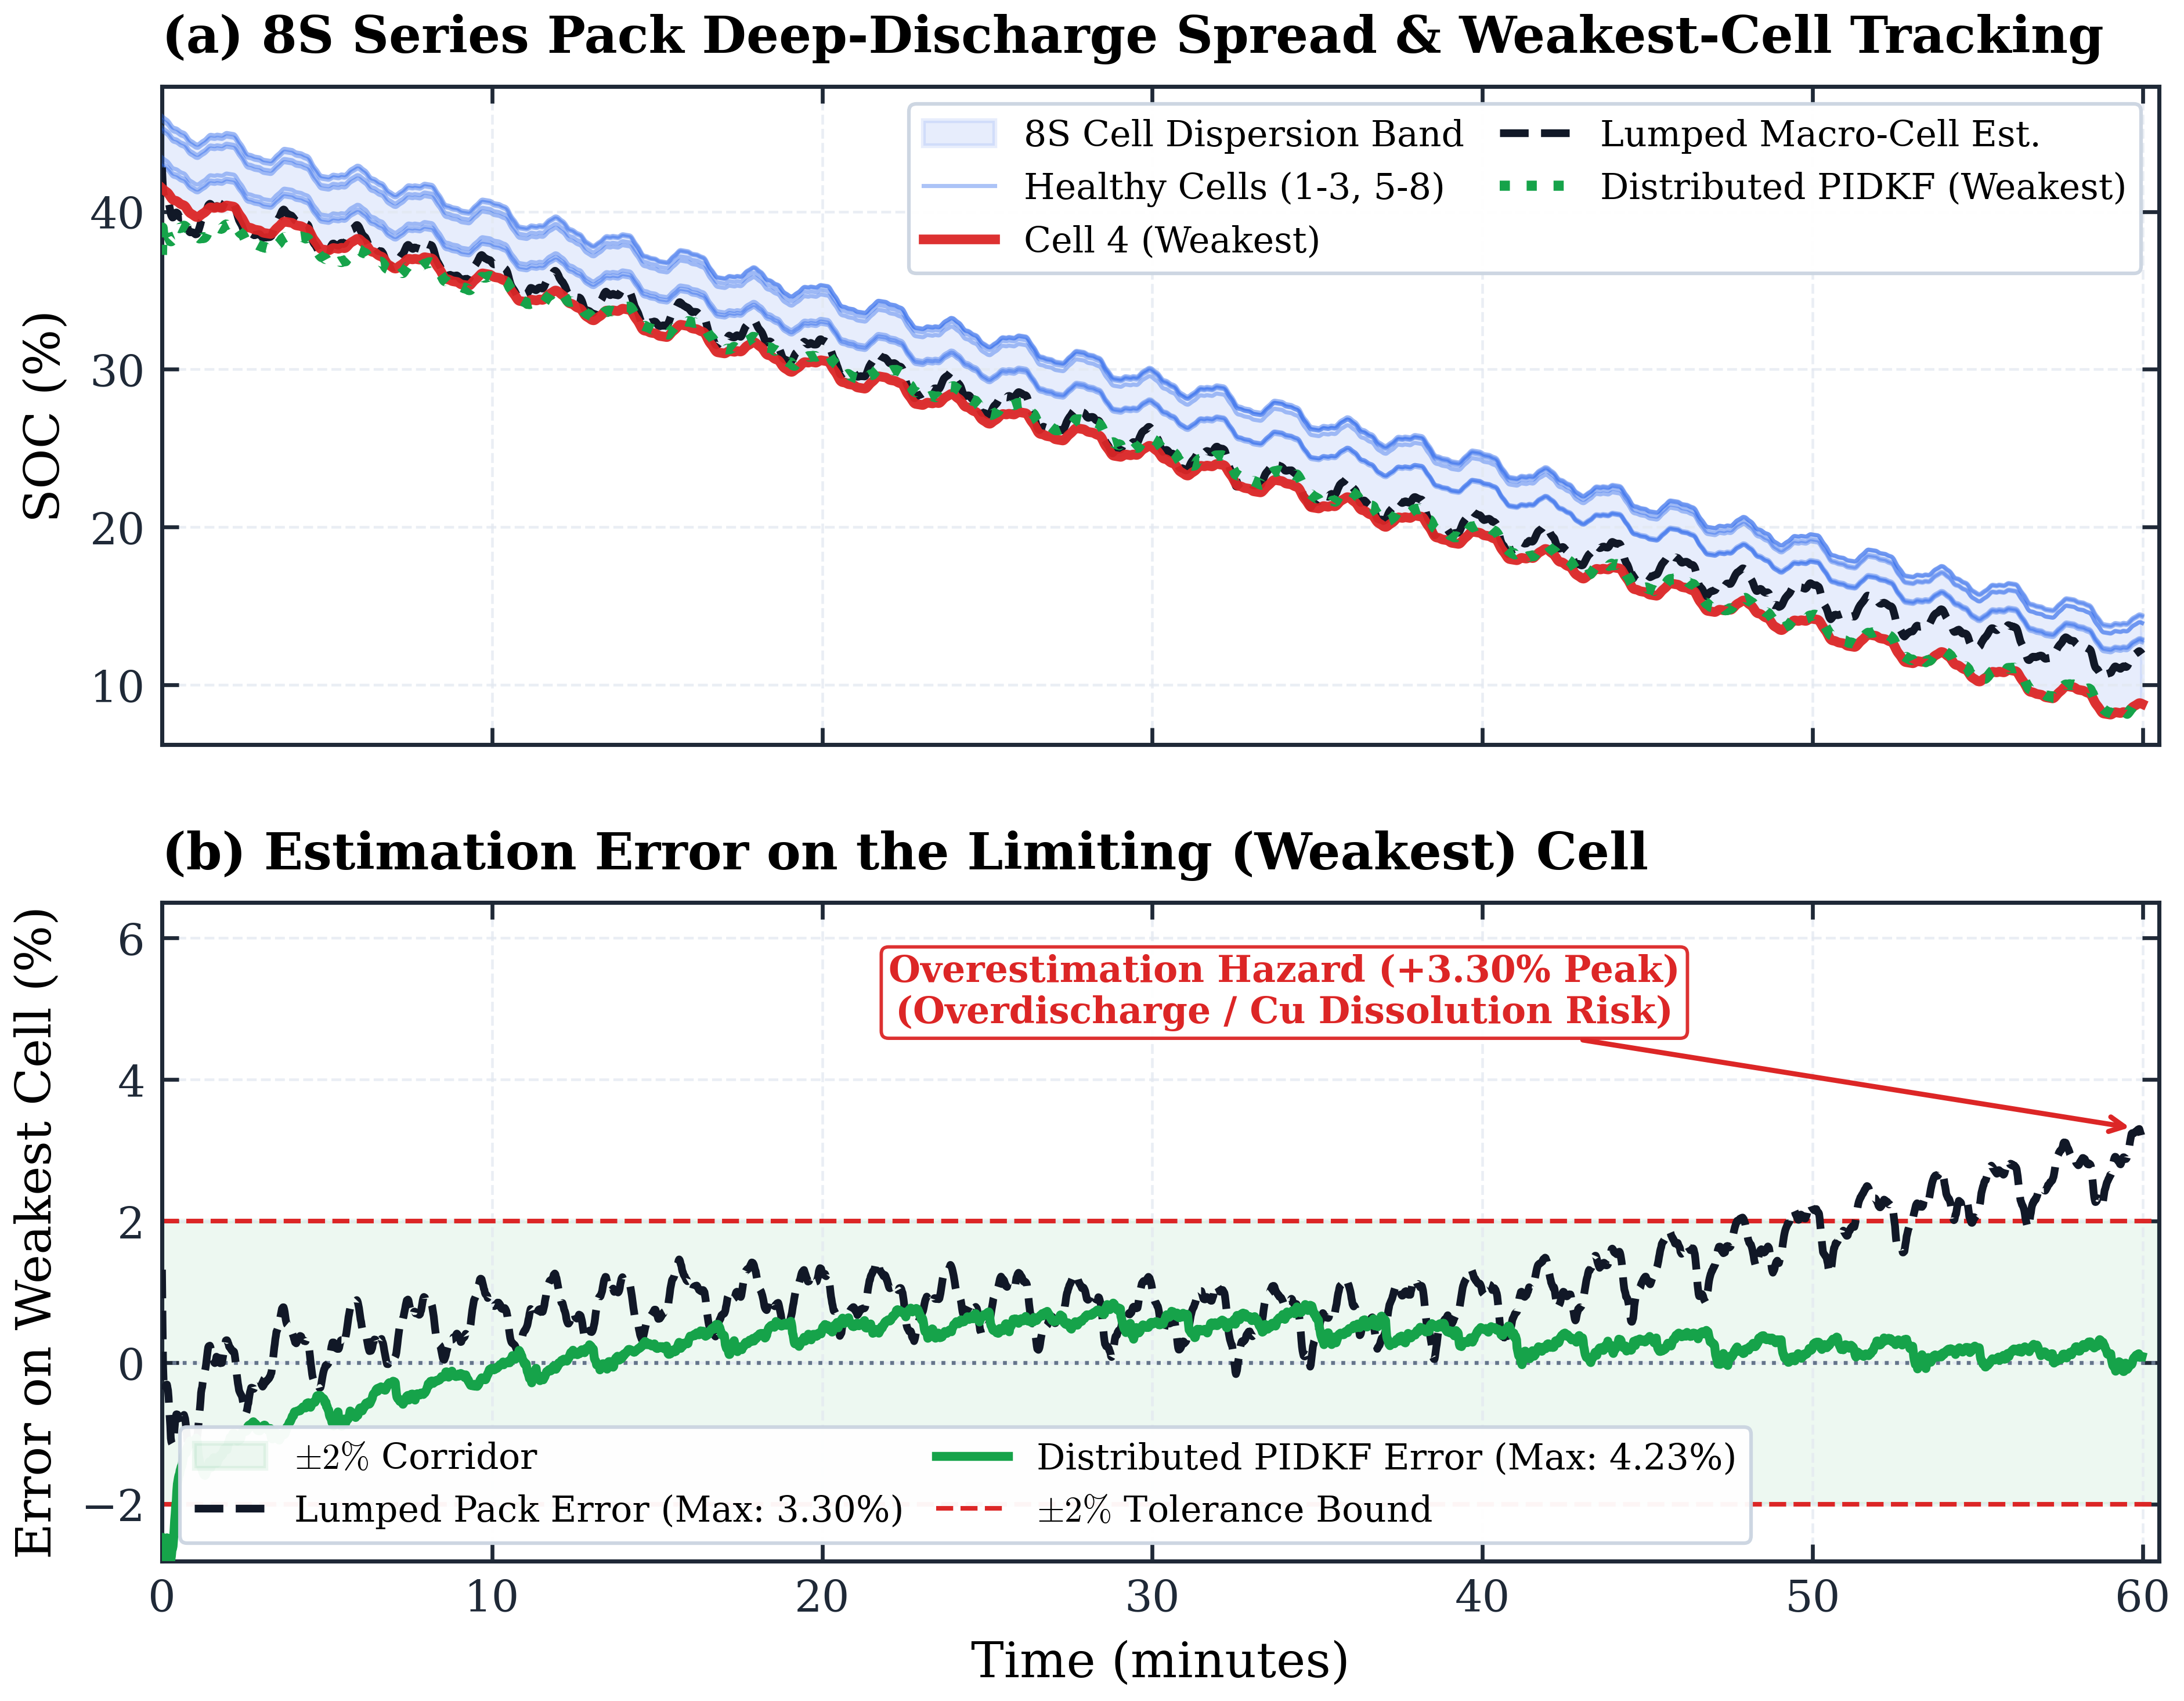 (a) 8S Series Pack Deep-Discharge Spread & Weakest-Cell Tracking
8S Cell Dispersion Band
Healthy Cells (1-3, 5-8)
Cell 4 (Weakest)
Lumped Macro-Cell Est.
Distributed PIDKF (Weakest)
SOC (%)
40
30
20
10
(b) Estimation Error on the Limiting (Weakest) Cell
Overestimation Hazard (+3.30% Peak)
(Overdischarge / Cu Dissolution Risk)
Error on Weakest Cell (%)
6
4
2
0
−2
±2% Corridor
Lumped Pack Error (Max: 3.30%)
Distributed PIDKF Error (Max: 4.23%)
±2% Tolerance Bound
0 10 20 30 40 50 60
Time (minutes)